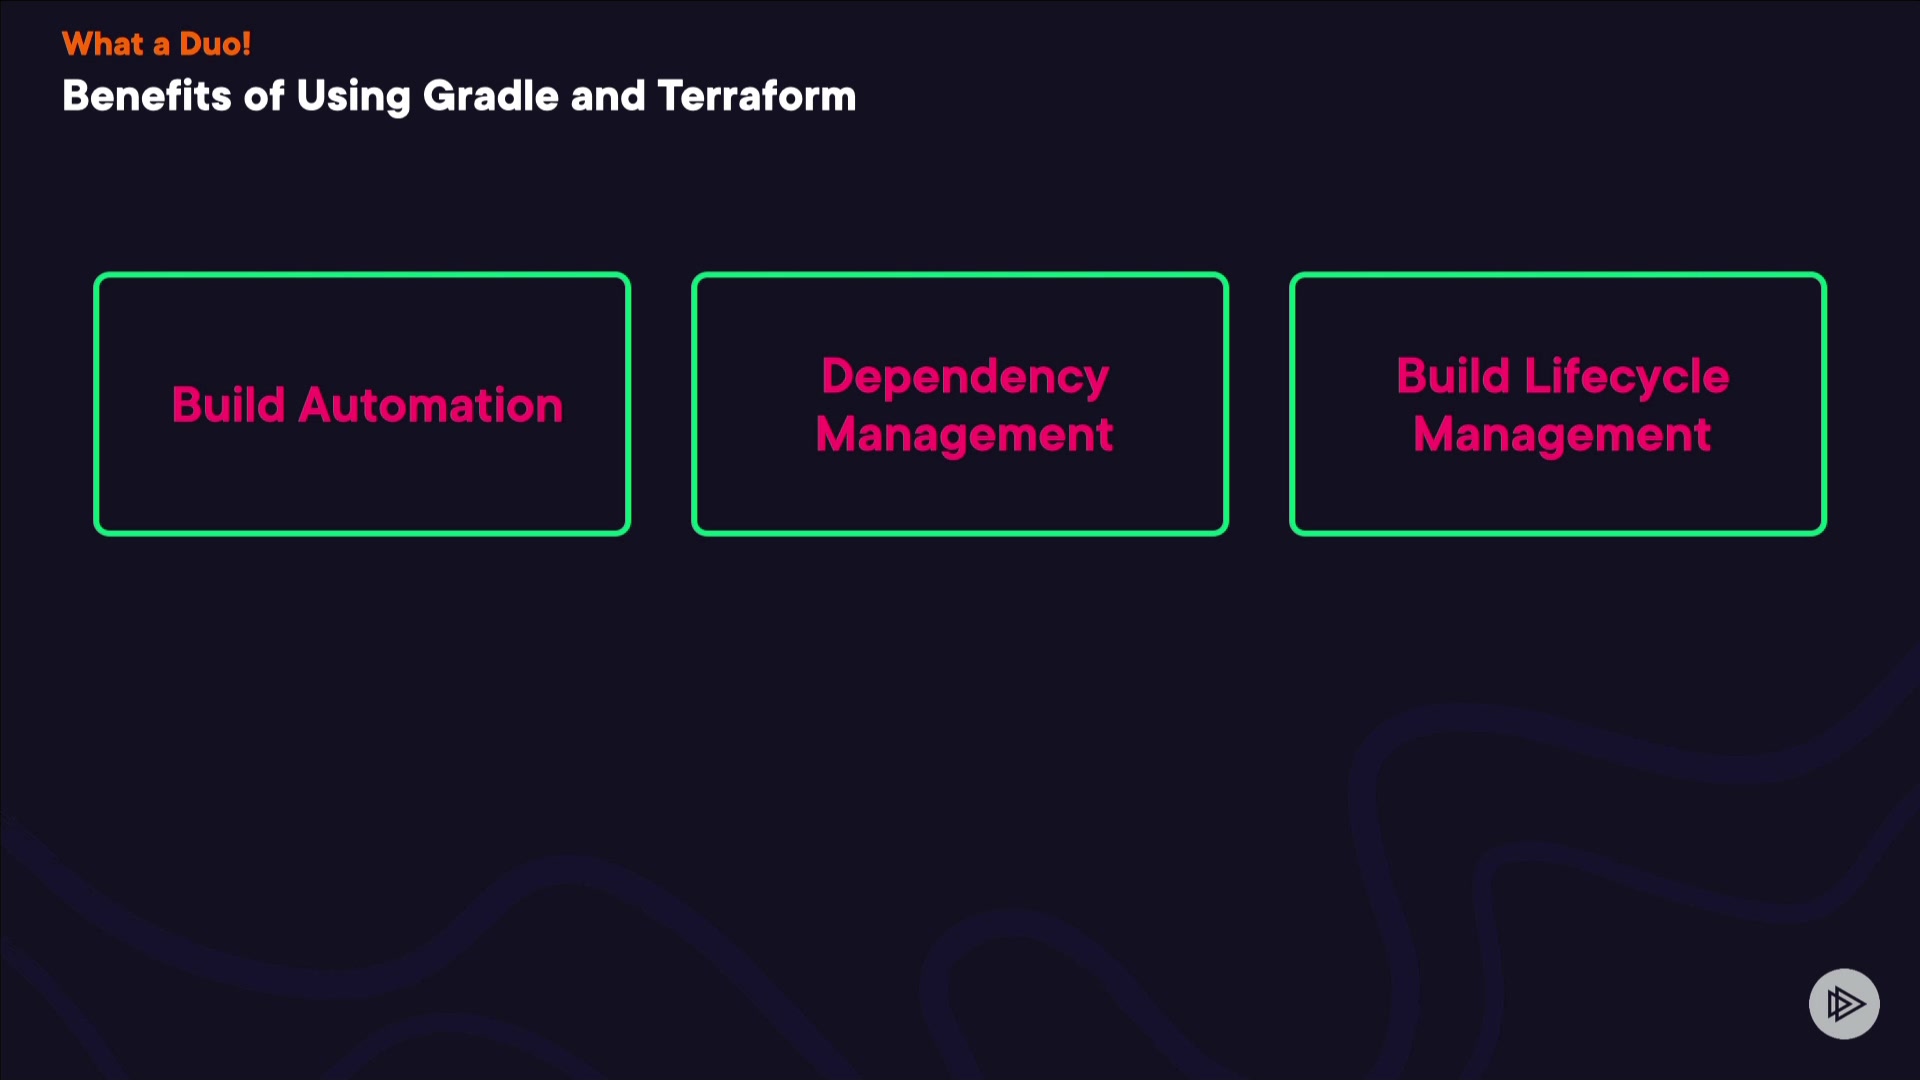 What a Duo!
Benefits of Using Gradle and Terraform
Build Automation
Dependency
Management
Build Lifecycle
Management